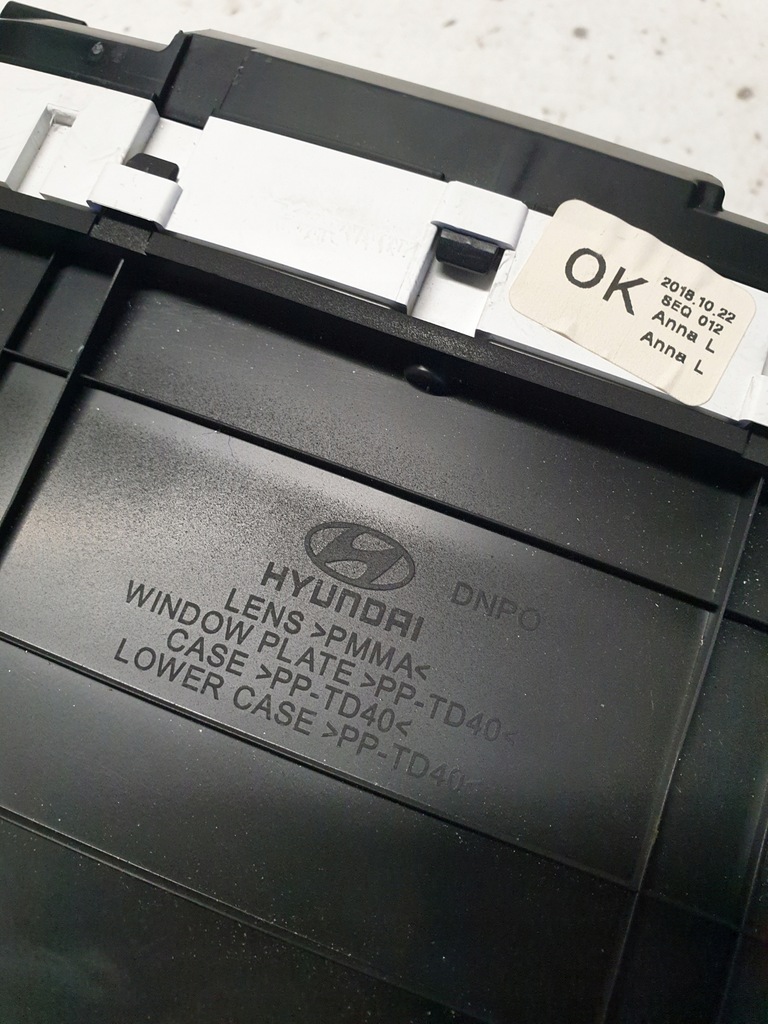 OK
2018.10.22
SEQ 012
Anna L
Anna L
HYUNDAI
DNPO
LENS >PMMA<
WINDOW PLATE >PP-TD40<
CASE >PP-TD40<
LOWER CASE >PP-TD40<